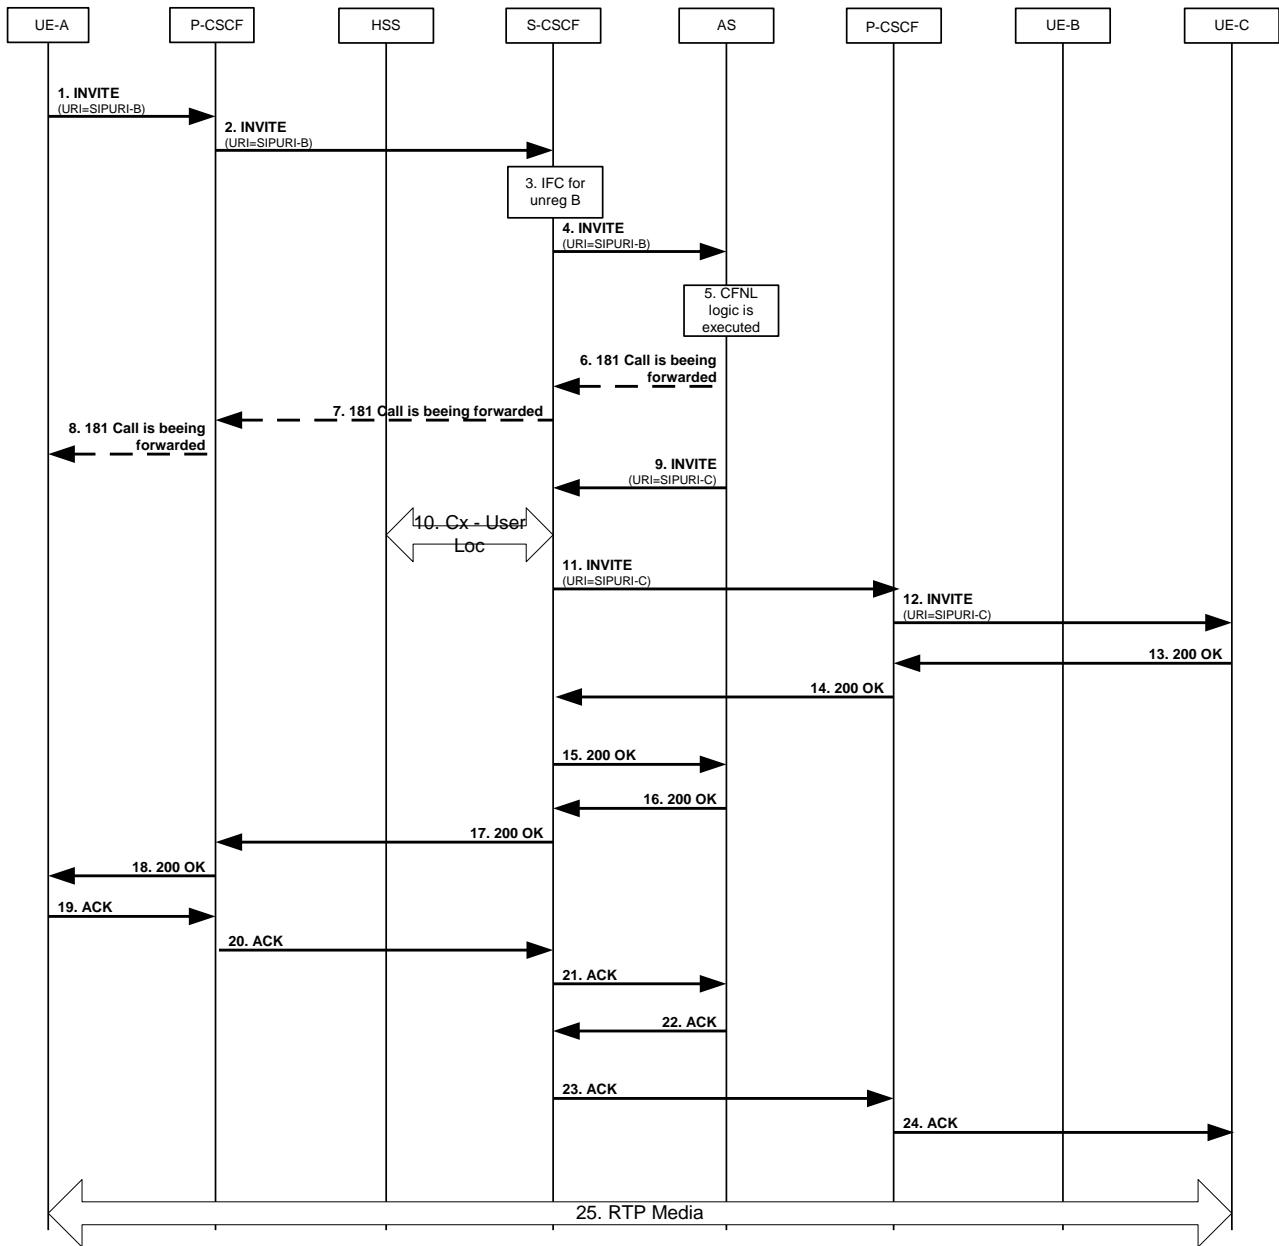 UE-A
P-CSCF
HSS
S-CSCF
AS
P-CSCF
UE-B
UE-C
1. INVITE
(URI=SIPURI-B)
2. INVITE
(URI=SIPURI-B)
3. IFC for
unreg B
4. INVITE
(URI=SIPURI-B)
5. CFNL
logic is
executed
6. 181 Call is beeing
forwarded
7. 181 Call is beeing forwarded
8. 181 Call is beeing
forwarded
9. INVITE
(URI=SIPURI-C)
10. Cx - User
Loc
11. INVITE
(URI=SIPURI-C)
12. INVITE
(URI=SIPURI-C)
13. 200 OK
14. 200 OK
15. 200 OK
16. 200 OK
17. 200 OK
18. 200 OK
19. ACK
20. ACK
21. ACK
22. ACK
23. ACK
24. ACK
25. RTP Media